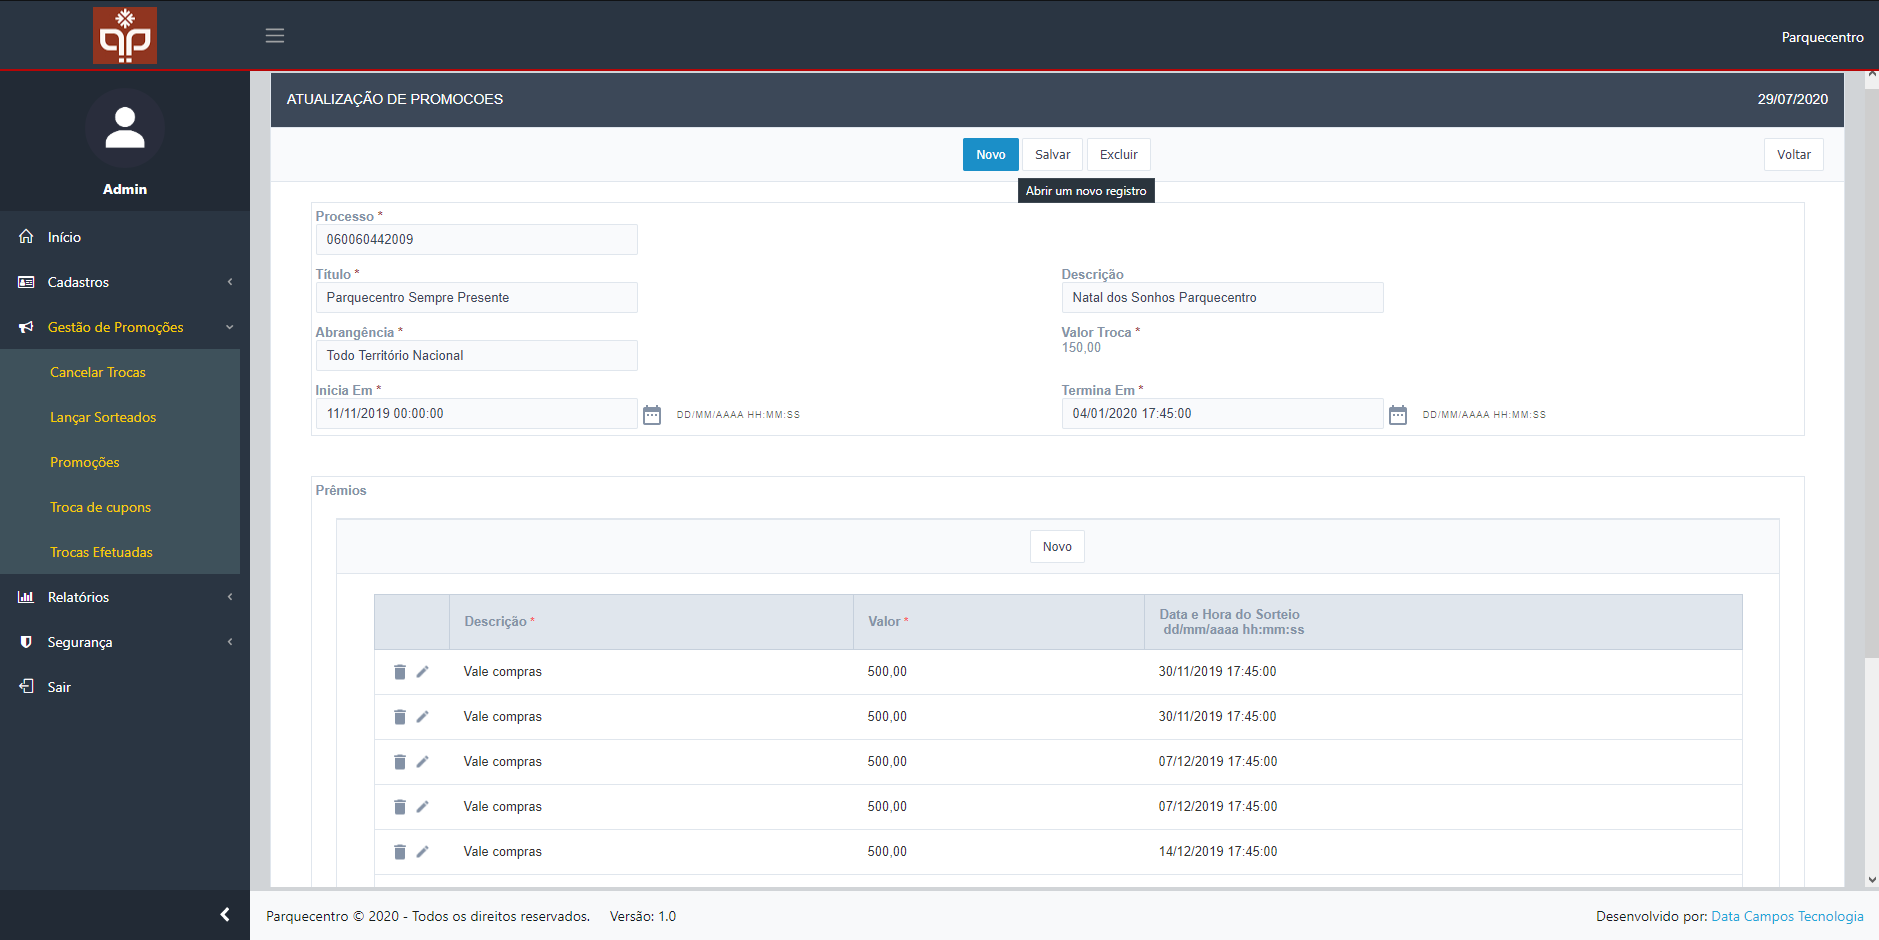 Parquecentro
Admin
Início
Cadastros
Gestão de Promoções
Cancelar Trocas
Lançar Sorteados
Promoções
Troca de cupons
Trocas Efetuadas
Relatórios
Segurança
Sair
ATUALIZAÇÃO DE PROMOCOES 29/07/2020
Novo Salvar Excluir Voltar
Abrir um novo registro
Processo *
060060442009
Título * Descrição
Parquecentro Sempre Presente Natal dos Sonhos Parquecentro
Abrangência * Valor Troca *
Todo Território Nacional 150,00
Inicia Em * Termina Em *
11/11/2019 00:00:00 DD/MM/AAAA HH:MM:SS 04/01/2020 17:45:00 DD/MM/AAAA HH:MM:SS
Prêmios
Novo
Descrição * Valor * Data e Hora do Sorteio
dd/mm/aaaa hh:mm:ss
Vale compras 500,00 30/11/2019 17:45:00
Vale compras 500,00 30/11/2019 17:45:00
Vale compras 500,00 07/12/2019 17:45:00
Vale compras 500,00 07/12/2019 17:45:00
Vale compras 500,00 14/12/2019 17:45:00
Parquecentro © 2020 - Todos os direitos reservados. Versão: 1.0 Desenvolvido por: Data Campos Tecnologia